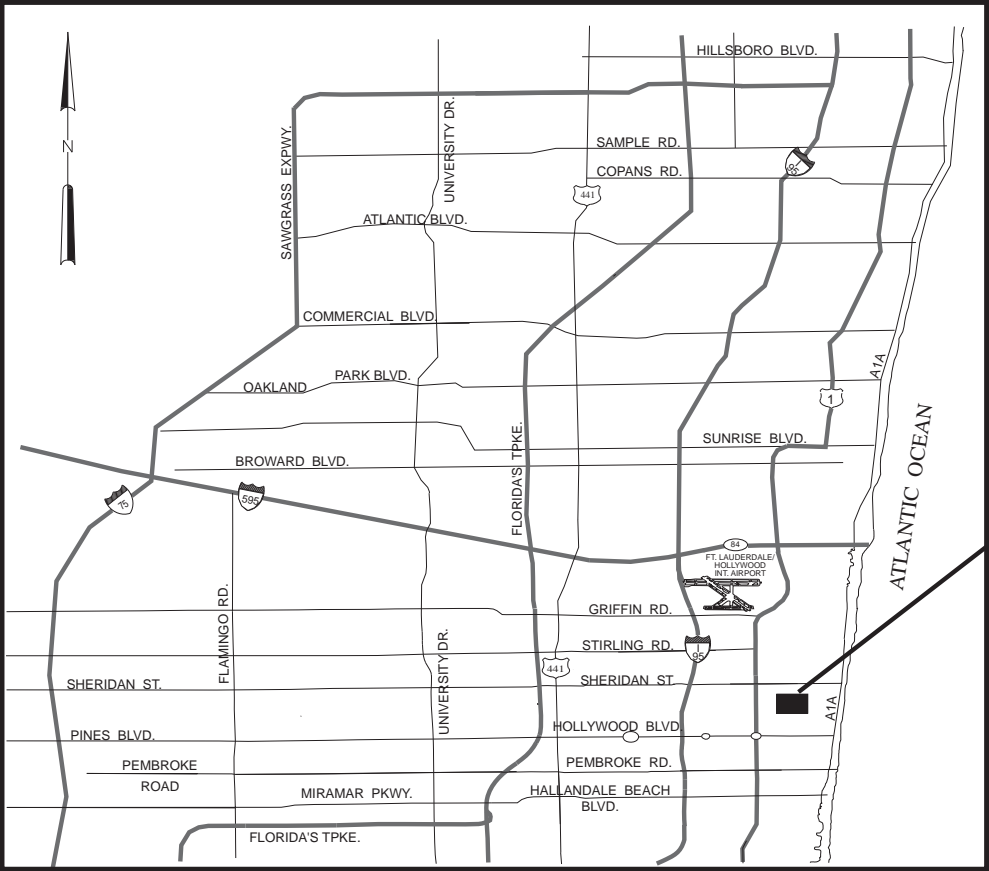 HILLSBORO BLVD.
N
SAWGRASS EXPWY.
UNIVERSITY DR.
SAMPLE RD.
I
95
COPANS RD.
441
ATLANTIC BLVD.
COMMERCIAL BLVD.
A1A
OAKLAND PARK BLVD.
1
ATLANTIC OCEAN
SUNRISE BLVD.
FLORIDA'S TPKE.
BROWARD BLVD.
75
595
84
FT. LAUDERDALE/
HOLLYWOOD
INT. AIRPORT
FLAMINGO RD.
GRIFFIN RD.
UNIVERSITY DR.
STIRLING RD.
I
95
441
SHERIDAN ST.
SHERIDAN ST.
A1A
HOLLYWOOD BLVD.
PINES BLVD.
PEMBROKE
ROAD
PEMBROKE RD.
MIRAMAR PKWY.
HALLANDALE BEACH
BLVD.
FLORIDA'S TPKE.